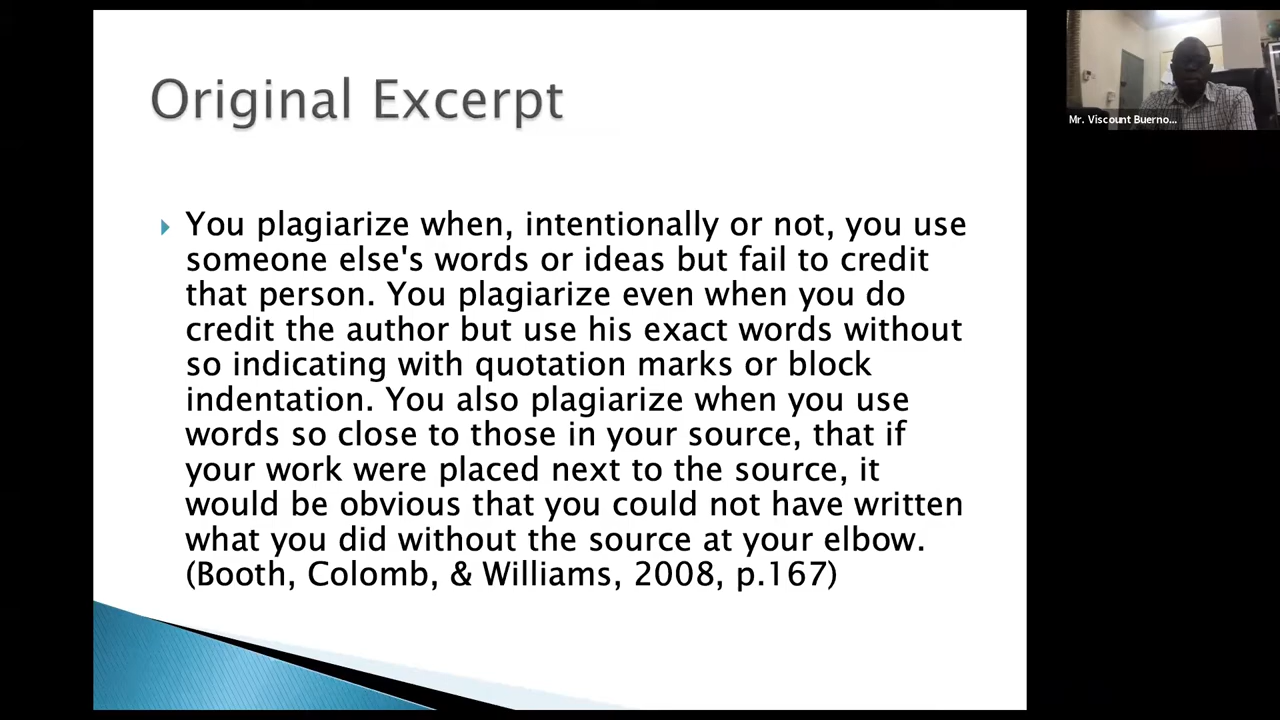 Original Excerpt
You plagiarize when, intentionally or not, you use
someone else's words or ideas but fail to credit
that person. You plagiarize even when you do
credit the author but use his exact words without
so indicating with quotation marks or block
indentation. You also plagiarize when you use
words so close to those in your source, that if
your work were placed next to the source, it
would be obvious that you could not have written
what you did without the source at your elbow.
(Booth, Colomb, & Williams, 2008, p.167)
Mr. Viscount Buerno...